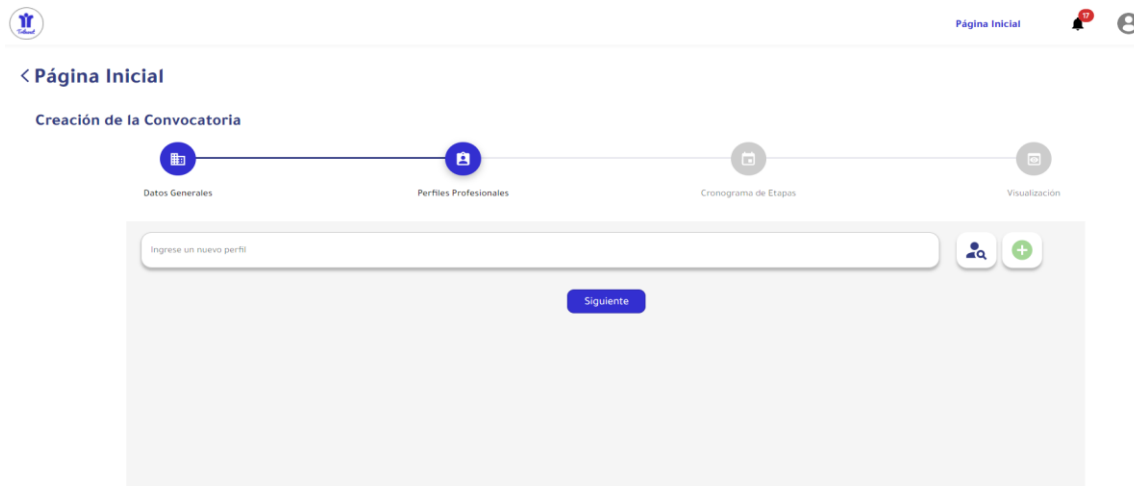 Página Inicial
17
Página Inicial
Creación de la Convocatoria
Datos Generales
Perfiles Profesionales
Cronograma de Etapas
Visualización
Ingrese un nuevo perfil
Siguiente